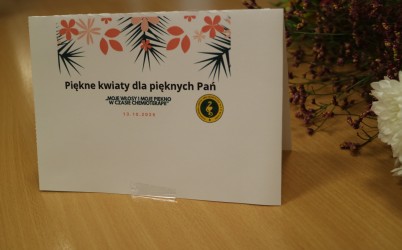 Piękne kwiaty dla pięknych Pań
„MOJE WŁOSY I MOJE PIĘKNO
W CZASIE CHEMIOTERAPII"